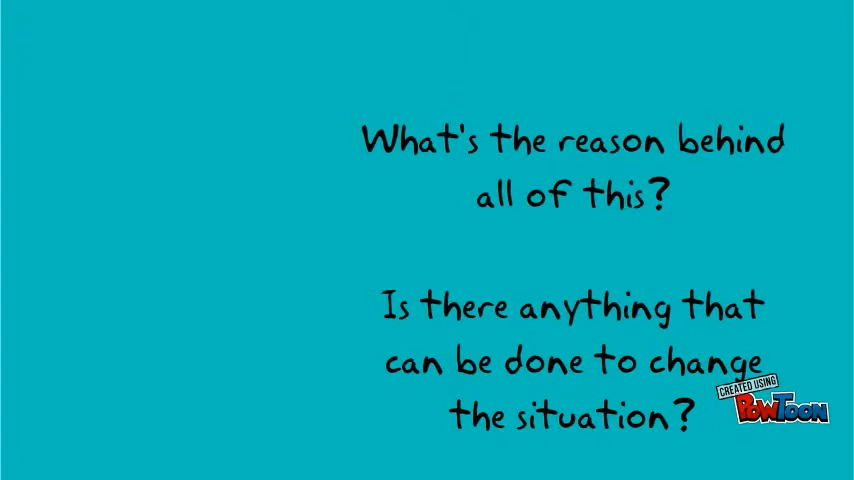 What's the reason behind
all of this?
Is there anything that
can be done to change
the situation?
CREATED USING
POWTOON